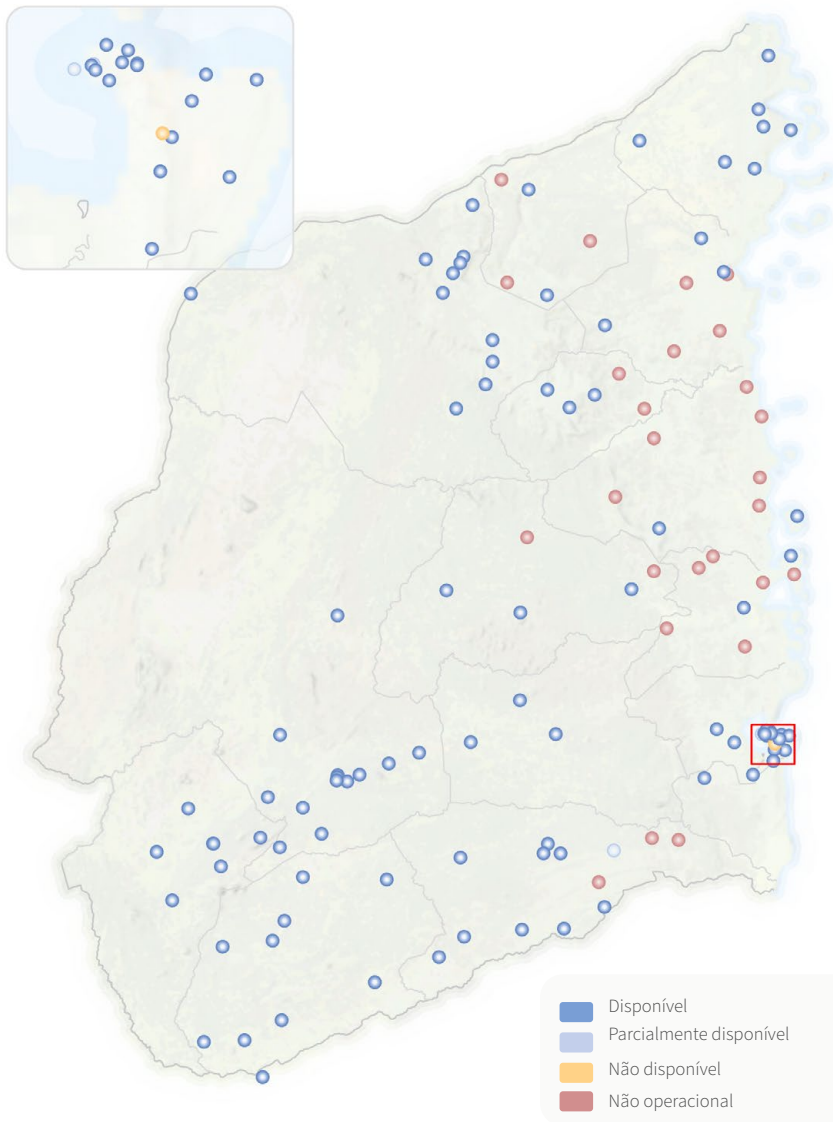 Disponível
Parcialmente disponível
Não disponível
Não operacional